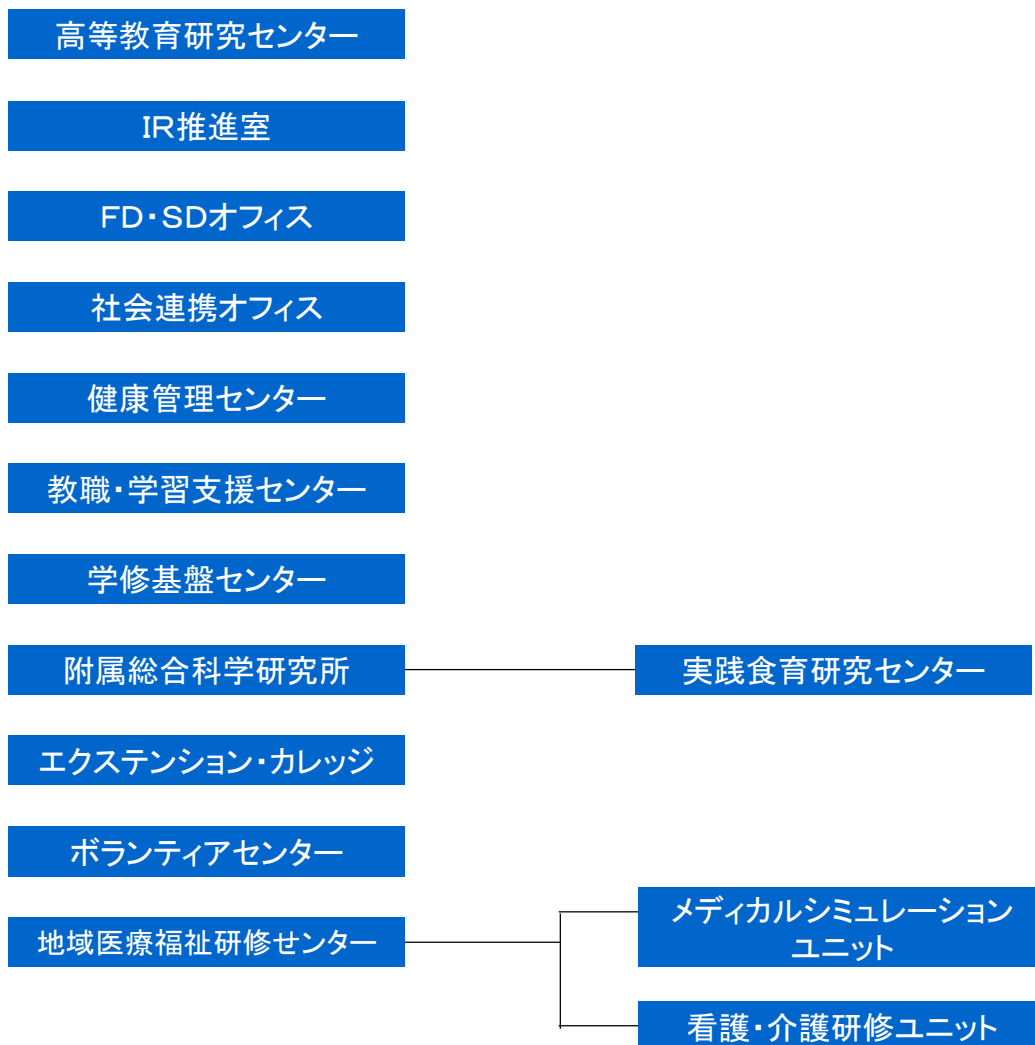 高等教育研究センター
IR推進室
FD・SDオフィス
社会連携オフィス
健康管理センター
教職・学習支援センター
学修基盤センター
附属総合科学研究所
実践食育研究センター
エクステンション・カレッジ
ボランティアセンター
地域医療福祉研修センター
メディカルシミュレーション
ユニット
看護・介護研修ユニット